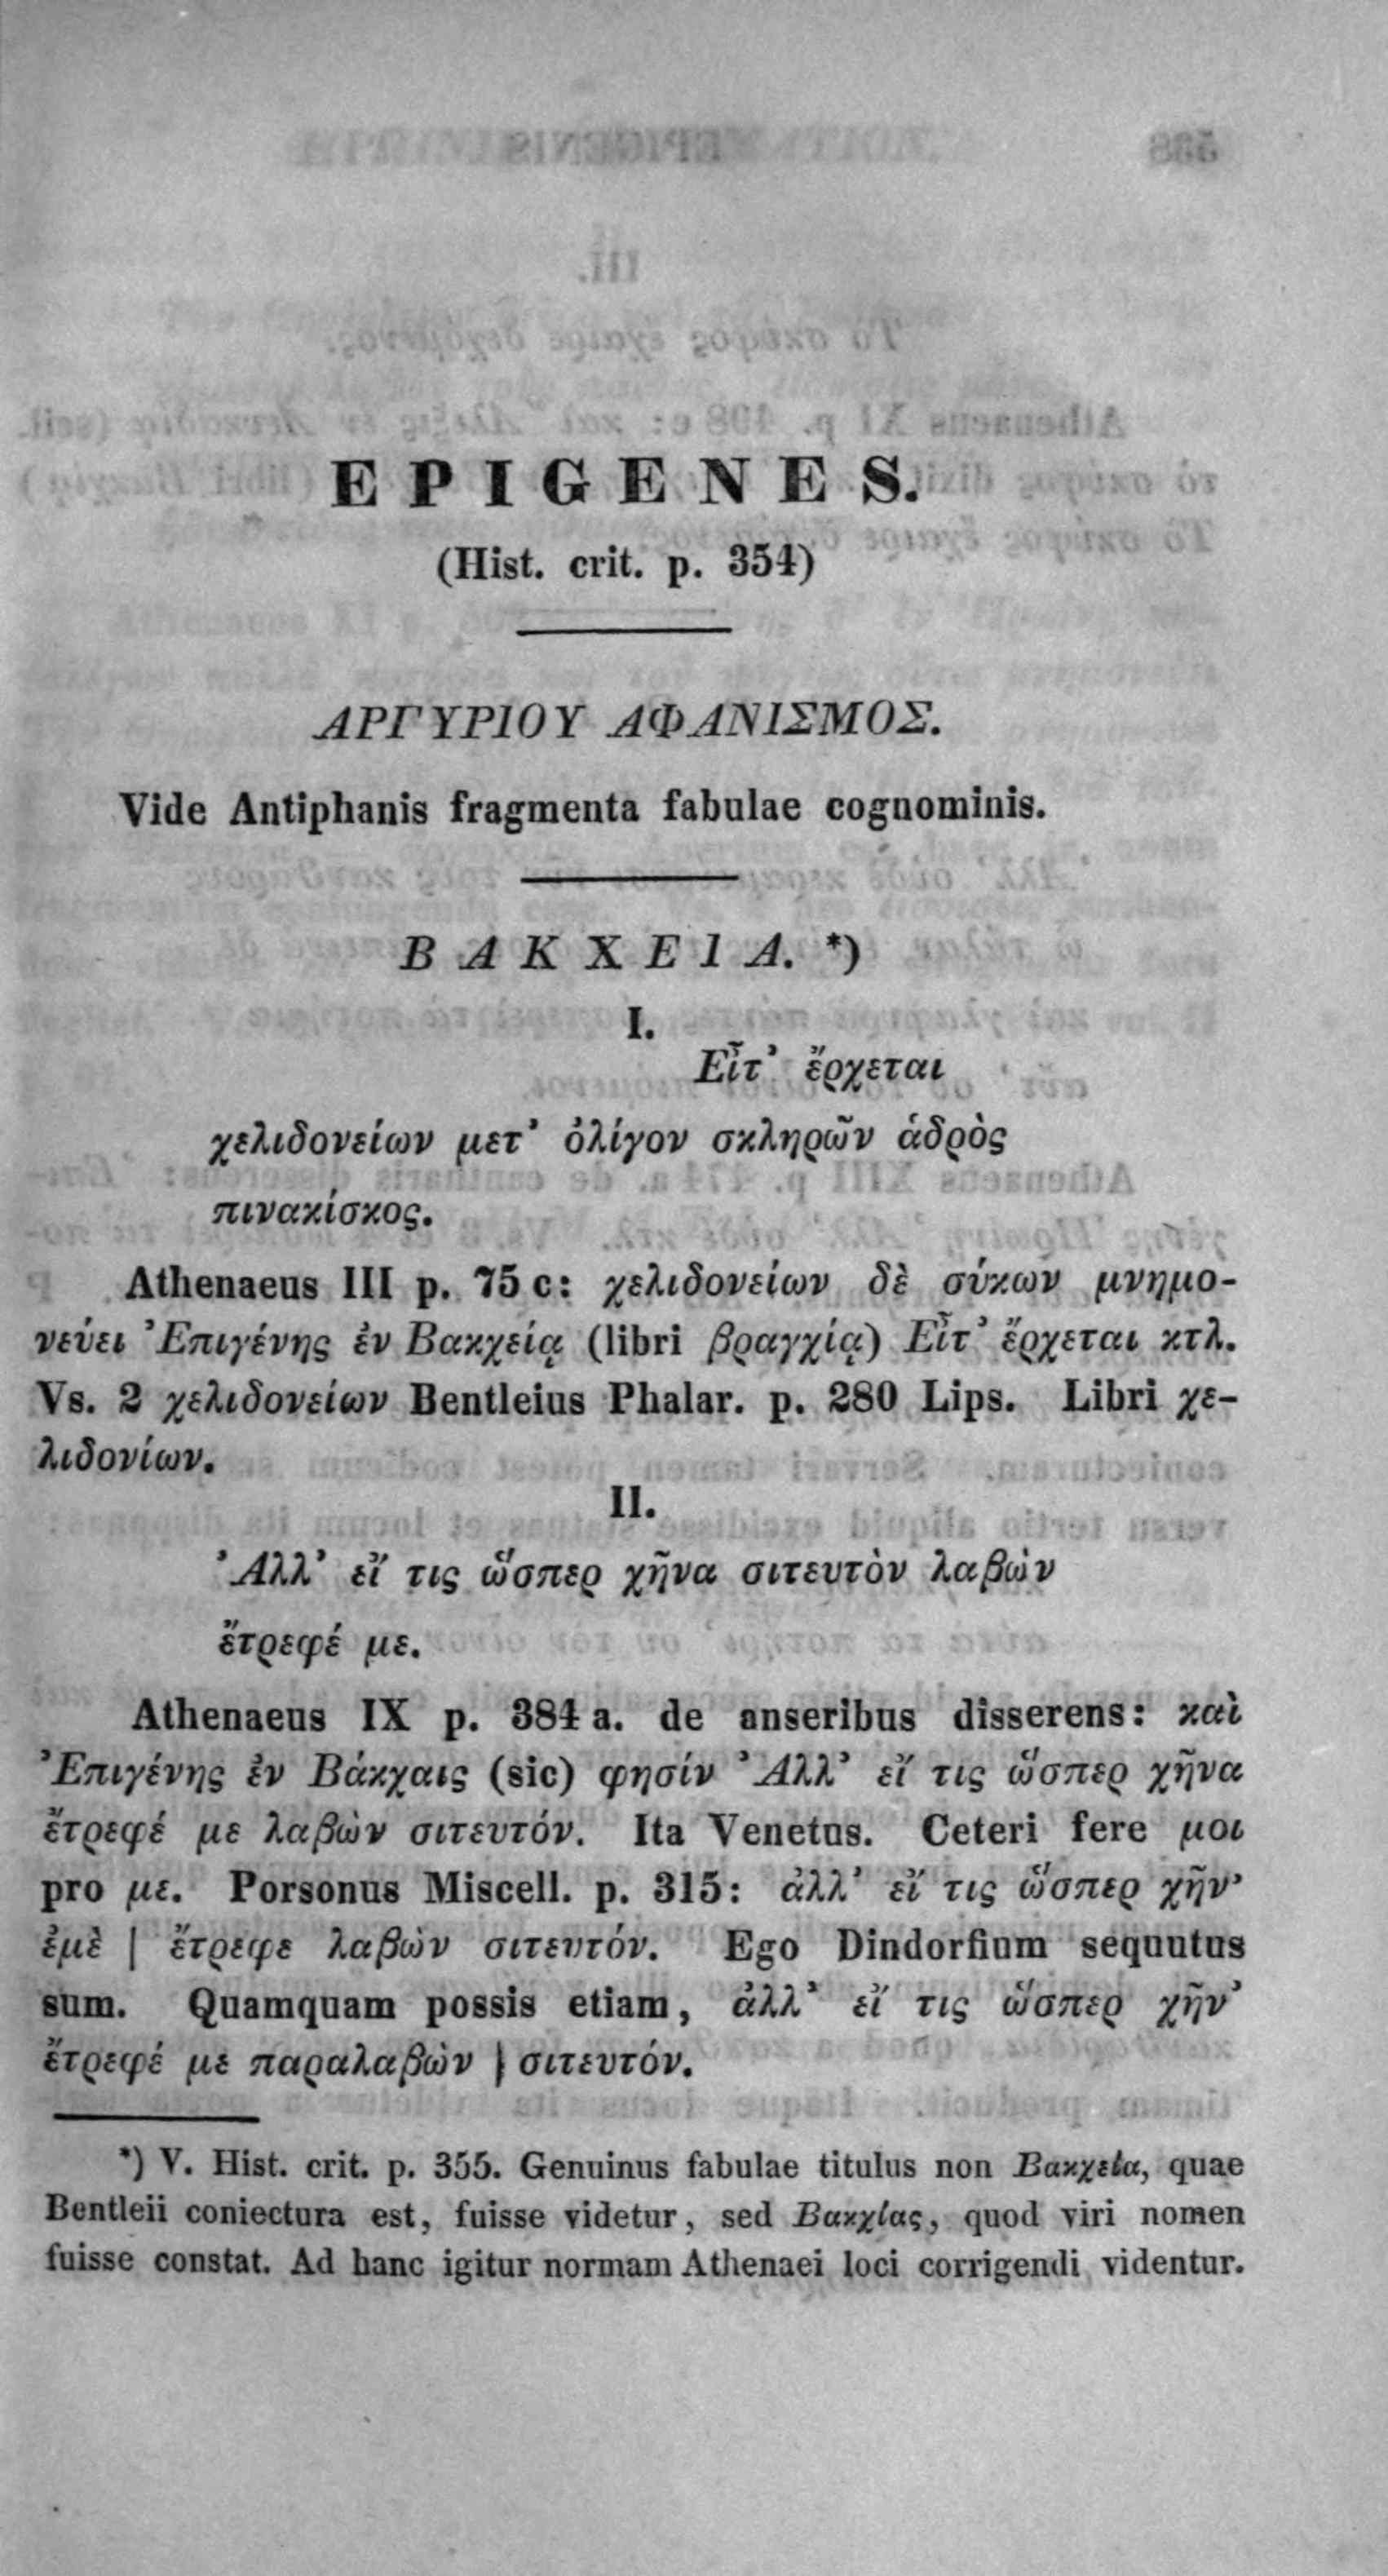 EPIGENES.
(Hist. crit. p. 354)
ΑΡΓΥΡΙΟΥ ΑΦΑΝΙΣΜΟΣ.
Vide Antiphanis fragmenta fabulae cognominis.
ΒΑΚΧΕΙΑ. *)
I.
Εἶτ’ ἔρχεται
χελιδονείων μετ’ ὀλίγον σκληρῶν ἁδρὸς
πινακίσκος.
Athenaeus III p. 75 c: χελιδονείων δὲ σύκων μνημο-
νεύει Ἐπιγένης ἐν Βακχείᾳ (libri βραγχίᾳ) Εἶτ’ ἔρχεται κτλ.
Vs. 2 χελιδονείων Bentleius Phalar. p. 280 Lips. Libri χε-
λιδονίων.
II.
Ἀλλ’ εἴ τις ὥσπερ χῆνα σιτευτὸν λαβὼν
ἔτρεφέ με.
Athenaeus IX p. 384 a. de anseribus disserens: καὶ
Ἐπιγένης ἐν Βάκχαις (sic) φησίν Ἀλλ’ εἴ τις ὥσπερ χῆνα
ἔτρεφέ με λαβὼν σιτευτόν. Ita Venetus. Ceteri fere μοι
pro με. Porsonus Miscell. p. 315: ἀλλ’ εἴ τις ὥσπερ χῆν’
ἐμὲ | ἔτρεφε λαβὼν σιτευτόν. Ego Dindorfium sequutus
sum. Quamquam possis etiam, ἀλλ’ εἴ τις ὥσπερ χῆν’
ἔτρεφέ με παραλαβὼν | σιτευτόν.
*) V. Hist. crit. p. 355. Genuinus fabulae titulus non Βακχεία, quae
Bentleii coniectura est, fuisse videtur, sed Βακχίας, quod viri nomen
fuisse constat. Ad hanc igitur normam Athenaei loci corrigendi videntur.